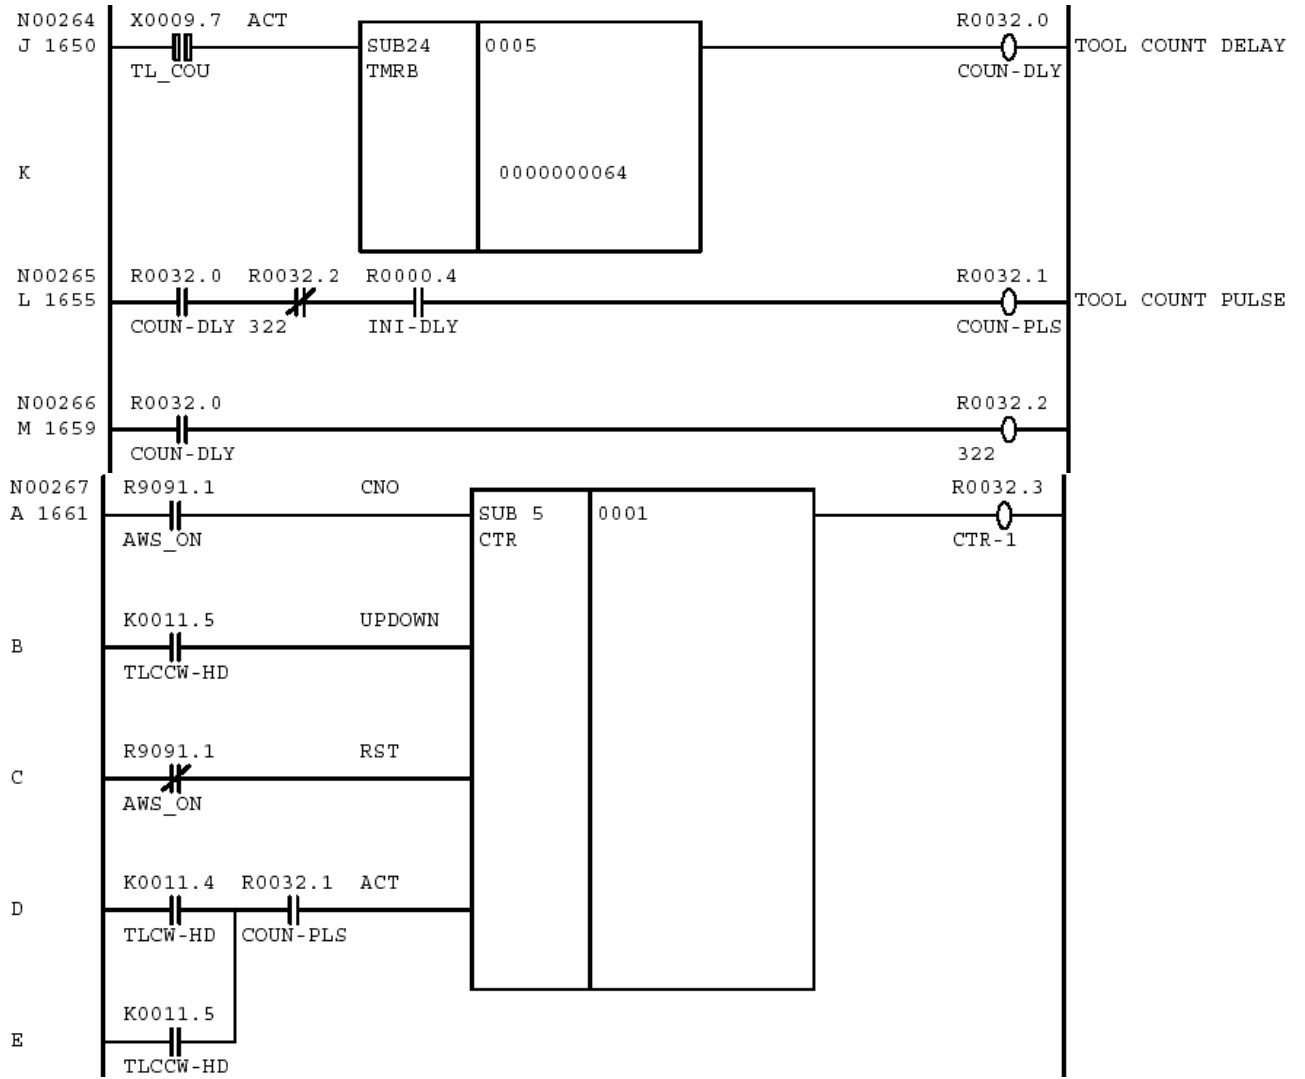 N00264 X0009.7 ACT R0032.0
J 1650 SUB24 0005 TOOL COUNT DELAY
TL_COU TMRB COUN-DLY
K 0000000064
N00265 R0032.0 R0032.2 R0000.4 R0032.1
L 1655 TOOL COUNT PULSE
COUN-DLY 322 INI-DLY COUN-PLS
N00266 R0032.0 R0032.2
M 1659
COUN-DLY 322
N00267 R9091.1 CNO R0032.3
A 1661 SUB 5 0001
AWS_ON CTR CTR-1
K0011.5 UPDOWN
B
TLCCW-HD
R9091.1 RST
C
AWS_ON
K0011.4 R0032.1 ACT
D
TLCW-HD COUN-PLS
K0011.5
E
TLCCW-HD